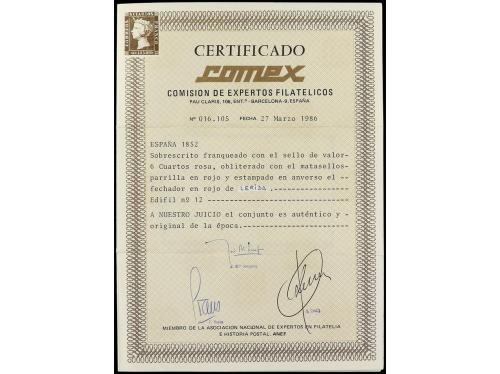 CERTIFICADO
comex
COMISION DE EXPERTOS FILATELICOS
PAU CLARIS, 106, ENT.º - BARCELONA-9. ESPAÑA
Nº 016.105 FECHA 27 Marzo 1986
ESPAÑA 1852
Sobrescrito franqueado con el sello de valor-
6 Cuartos rosa, obliterado con el matasellos-
parrilla en rojo y estampado en anverso el --
fechador en rojo de LERIDA.
Edifil nº 12
A NUESTRO JUICIO el conjunto es auténtico y -
original de la época.
MIEMBRO DE LA ASOCIACION NACIONAL DE EXPERTOS EN FILATELIA
E HISTORIA POSTAL. ANEF